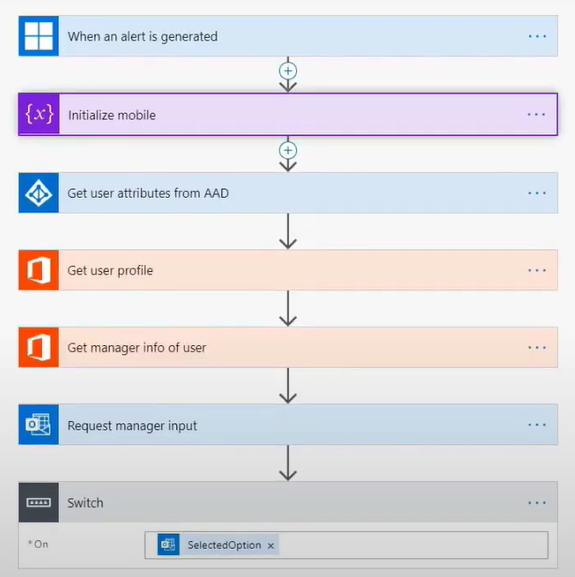 When an alert is generated
...
{x} Initialize mobile
...
Get user attributes from AAD
...
Get user profile
...
Get manager info of user
...
Request manager input
...
Switch
...
* On SelectedOption ×